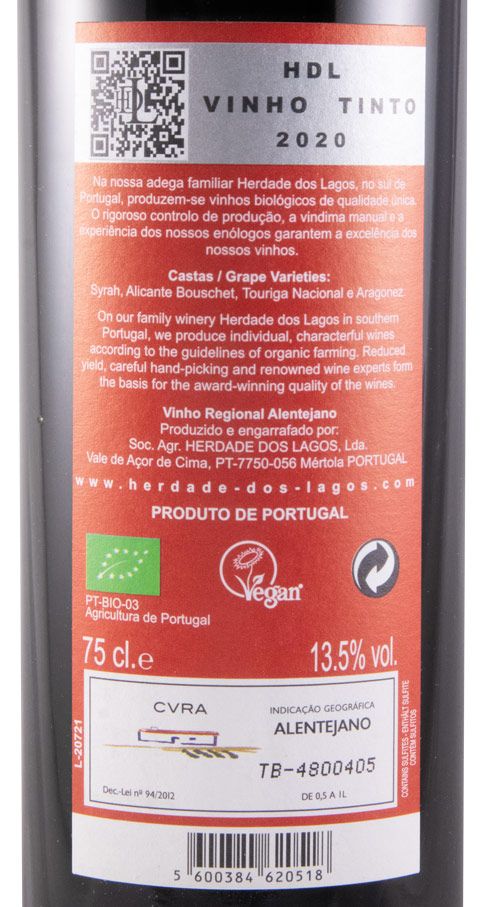 HDL
HDL
VINHO TINTO
2020
Na nossa adega familiar Herdade dos Lagos, no sul de
Portugal, produzem-se vinhos biológicos de qualidade única.
O rigoroso controlo de produção, a vindima manual e a
experiência dos nossos enólogos garantem a excelência dos
nossos vinhos.
Castas / Grape Varieties:
Syrah, Alicante Bouschet, Touriga Nacional e Aragonez
On our family winery Herdade dos Lagos in southern
Portugal, we produce individual, characterful wines
according to the guidelines of organic farming. Reduced
yield, careful hand-picking and renowned wine experts form
the basis for the award-winning quality of the wines.
Vinho Regional Alentejano
Produzido e engarrafado por:
Soc. Agr. HERDADE DOS LAGOS, Lda.
Vale de Açor de Cima, PT-7750-056 Mértola PORTUGAL
www.herdade-dos-lagos.com
PRODUTO DE PORTUGAL
Vegan
PT-BIO-03
Agricultura de Portugal
75 cl.e
13.5% vol.
L-20721
CVRA
Dec.-Lei nº 94/2012
INDICAÇÃO GEOGRÁFICA
ALENTEJANO
TB-4800405
DE 0,5 A 1L
CONTAINS SULFITES - ENTHÄLT SULFITE
CONTÉM SULFITOS
5 600384 620518